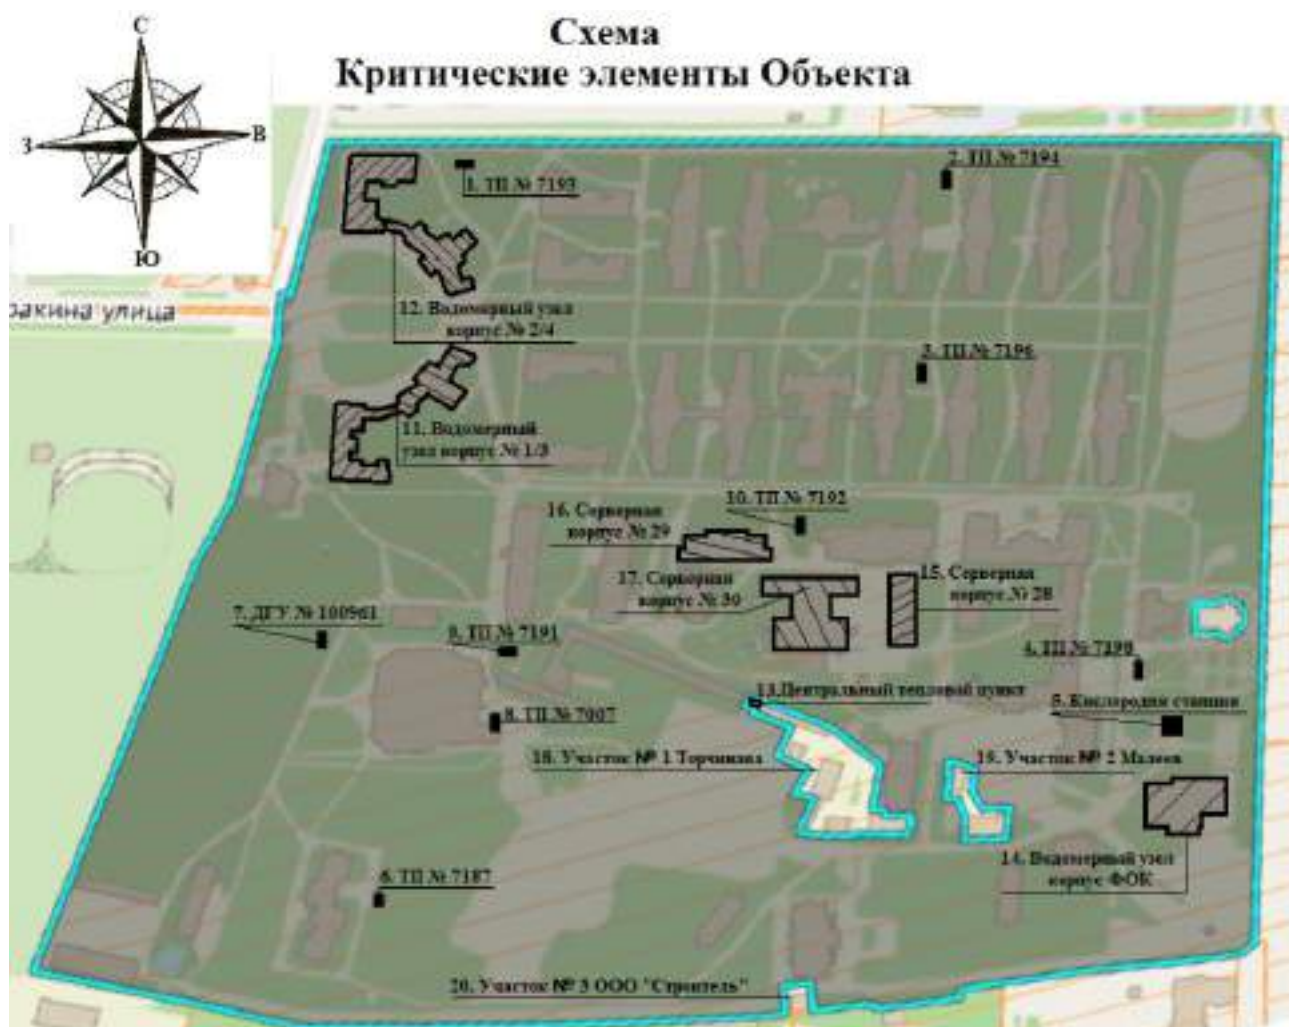 Схема
Критические элементы Объекта
С
З
В
Ю
1. ТП № 7193
2. ТП № 7194
12. Водомерный узел
корпус № 2/4
ракина улица
3. ТП № 7196
11. Водомерный
узел корпус № 1/3
10. ТП № 7192
16. Серверная
корпус № 29
17. Серверная
корпус № 30
15. Серверная
корпус № 28
7. ДГУ № 100961
9. ТП № 7191
4. ТП № 7190
13.Центральный тепловой пункт
5. Кислородня станция
8. ТП № 7007
18. Участок № 1 Торчинава
19. Участок № 2 Малеев
14. Водомерный узел
корпус ФОК
6. ТП № 7187
20. Участок № 3 ООО "Строитель"